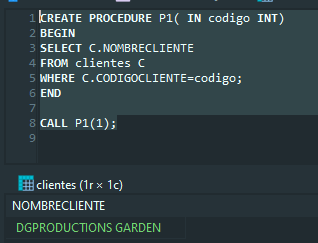 1 CREATE PROCEDURE P1( IN codigo INT)
2 BEGIN
3 SELECT C.NOMBRECLIENTE
4 FROM clientes C
5 WHERE C.CODIGOCLIENTE=codigo;
6 END
7
8 CALL P1(1);
9
clientes (1r × 1c)
NOMBRECLIENTE
DGPRODUCTIONS GARDEN